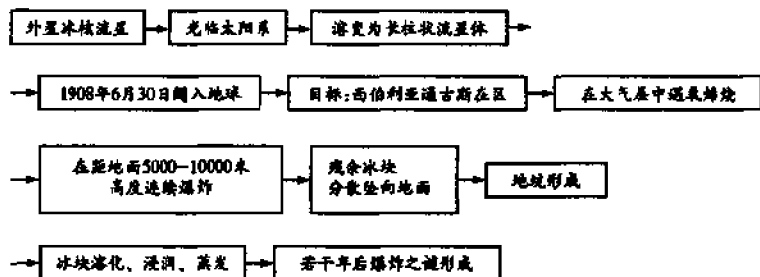 外星冰核流星
光临太阳系
溶变为长柱状流星体
1908年6月30日闯入地球
目标:西伯利亚通古斯在区
在大气层中遇氧烯烧
在距地面5000-10000米
高度连续爆炸
残余冰块
分散坠向地面
地坑形成
冰块溶化、浸润、蒸发
若干年后爆炸之谜形成